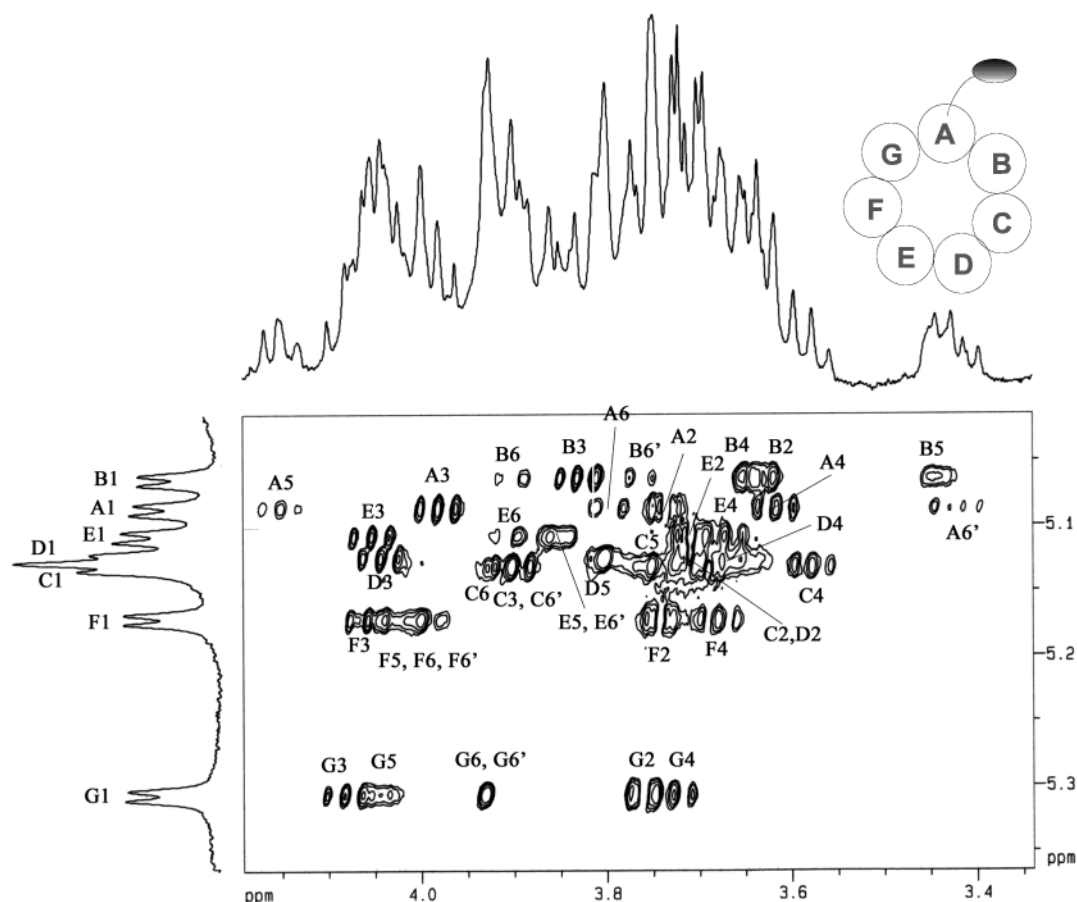 A
G
B
F
C
E
D
A6
B6
B3
B6’
A2
E2
B4
B2
B5
A5
A3
A4
B1
A1
E1
D1
C1
F1
G1
E3
E6
E4
D4
A6’
C5
D3
C6
C3, C6’
D5
E5, E6’
C4
C2,D2
F3
F5, F6, F6’
F2
F4
G3
G5
G6, G6’
G2
G4
5.1
5.2
5.3
ppm
ppm
4.0
3.8
3.6
3.4